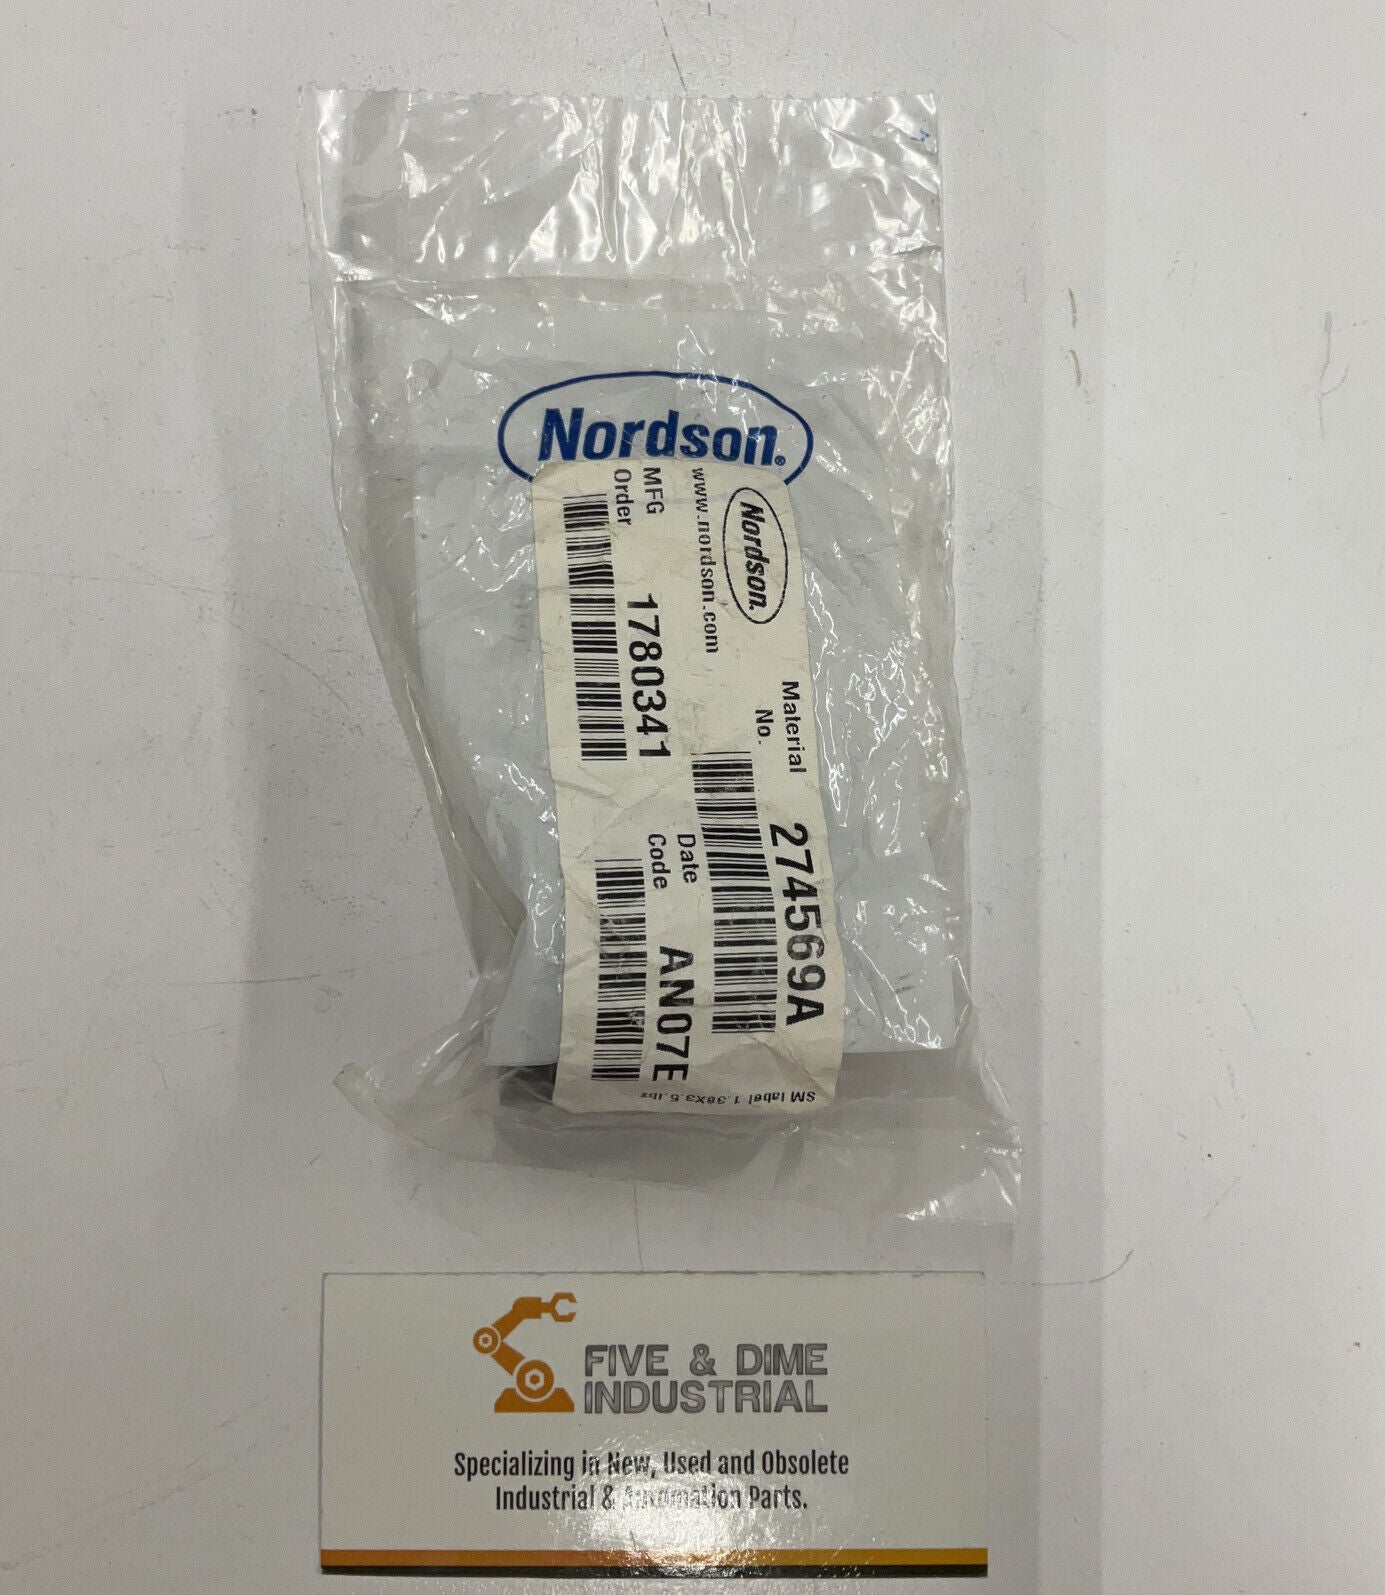 Nordson®
Nordson.
www.nordson.com
Material
No.
274569A
MFG
Order
1780341
Date
Code
AN07E
SM label 1.38X3.5.lbx
FIVE & DIME
INDUSTRIAL
Specializing in New, Used and Obsolete
Industrial & Automation Parts.